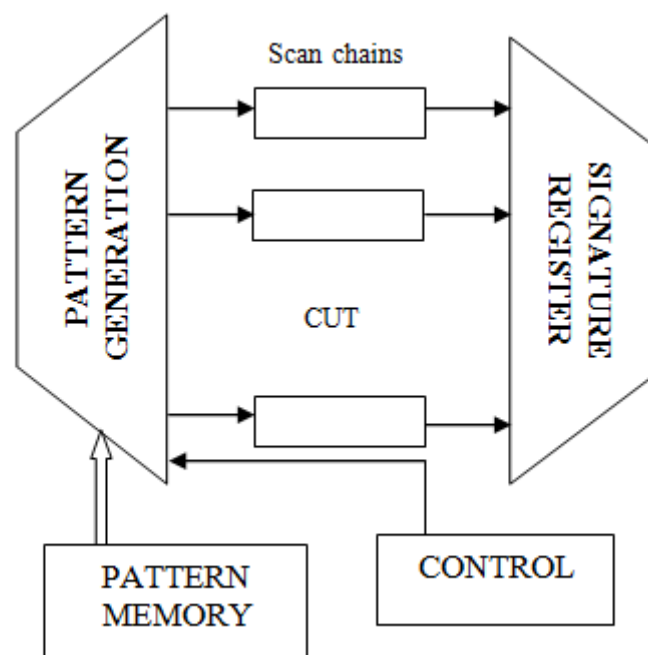 Scan chains
PATTERN
GENERATION
SIGNATURE
REGISTER
CUT
PATTERN
MEMORY
CONTROL